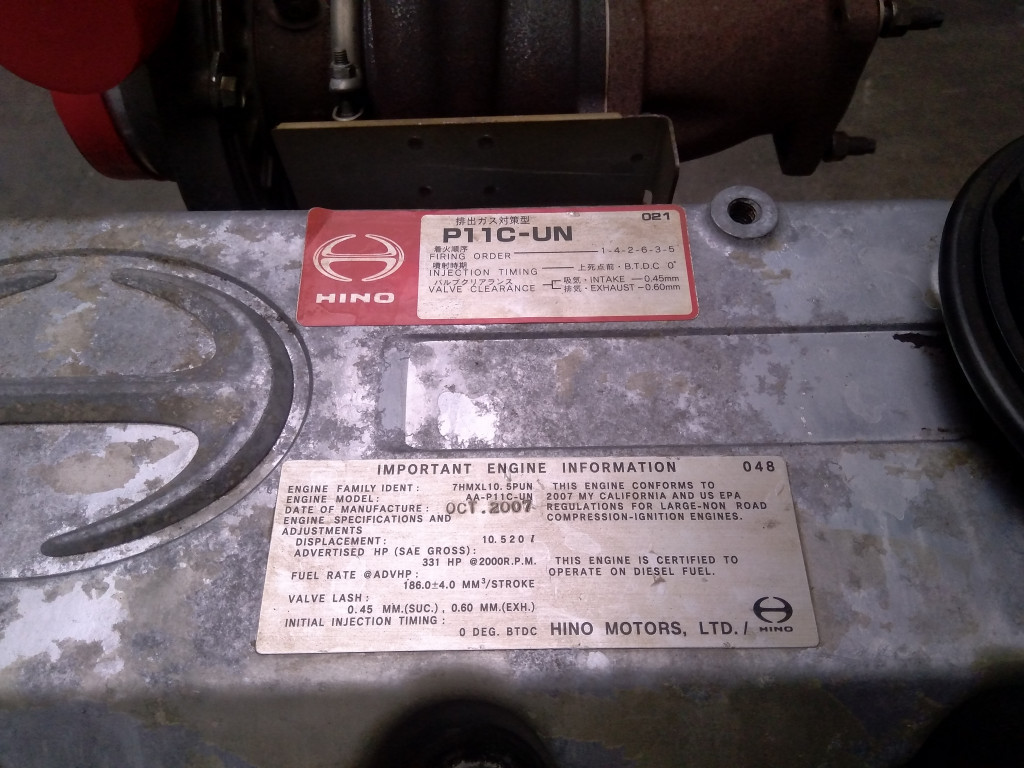 排出ガス対策型 021
P11C-UN
HINO
着火順序
FIRING ORDER 1-4-2-6-3-5
噴射時期
INJECTION TIMING 上死点前・B.T.D.C 0°
バルブクリアランス 吸気・INTAKE 0.45mm
VALVE CLEARANCE 排気・EXHAUST 0.60mm
IMPORTANT ENGINE INFORMATION 048
ENGINE FAMILY IDENT: 7HMXL10.5PUN
ENGINE MODEL: AA-P11C-UN
DATE OF MANUFACTURE: OCT.2007
ENGINE SPECIFICATIONS AND
ADJUSTMENTS
DISPLACEMENT: 10.520ℓ
ADVERTISED HP (SAE GROSS):
331 HP @2000R.P.M.
FUEL RATE @ADVHP:
186.0±4.0 MM³/STROKE
VALVE LASH:
0.45 MM.(SUC.), 0.60 MM.(EXH.)
INITIAL INJECTION TIMING:
0 DEG. BTDC
THIS ENGINE CONFORMS TO
2007 MY CALIFORNIA AND US EPA
REGULATIONS FOR LARGE-NON ROAD
COMPRESSION-IGNITION ENGINES.
THIS ENGINE IS CERTIFIED TO
OPERATE ON DIESEL FUEL.
HINO MOTORS, LTD./ HINO